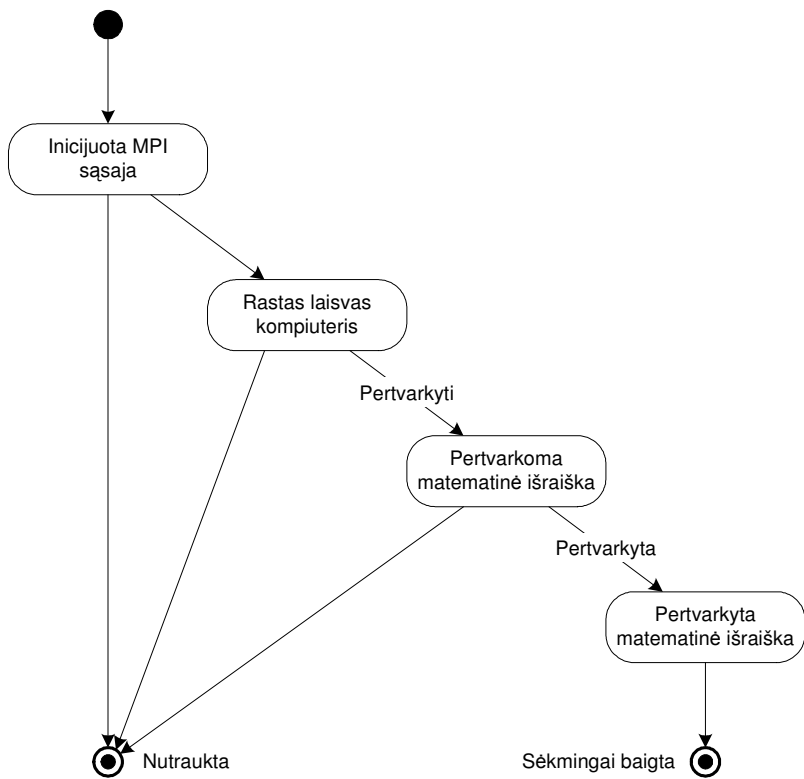 Inicijuota MPI
sąsaja
Rastas laisvas
kompiuteris
Pertvarkyti
Pertvarkoma
matematinė išraiška
Pertvarkyta
Pertvarkyta
matematinė išraiška
Nutraukta
Sėkmingai baigta